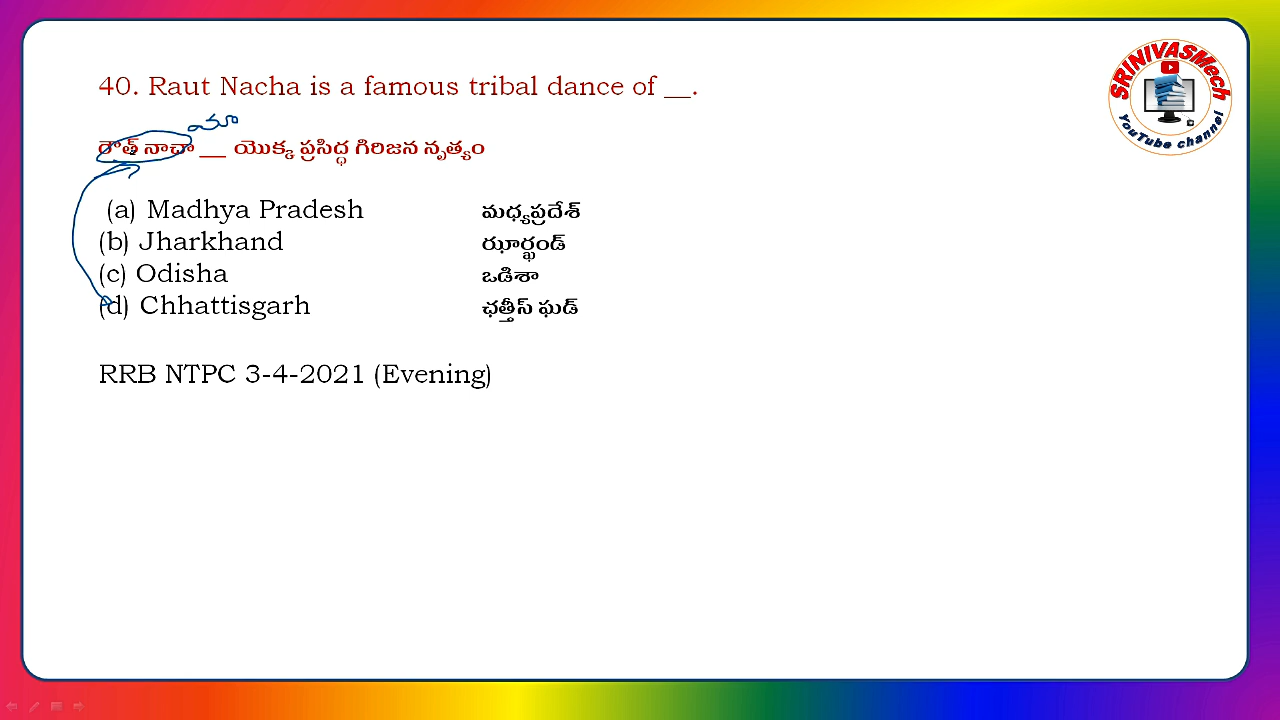 40. Raut Nacha is a famous tribal dance of __.
రౌత్ నాచా __ యొక్క ప్రసిద్ధ గిరిజన నృత్యం
(a) Madhya Pradesh మధ్యప్రదేశ్
(b) Jharkhand ఝార్ఖండ్
(c) Odisha ఒడిశా
(d) Chhattisgarh ఛత్తీస్ ఘడ్
RRB NTPC 3-4-2021 (Evening)
SRINIVASMech
YouTube channel